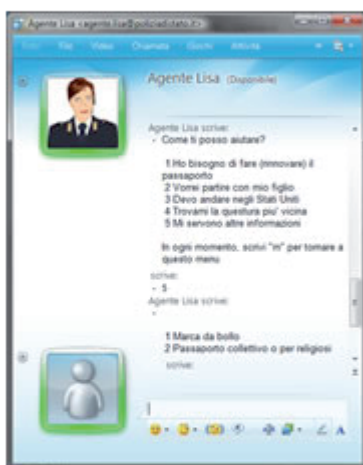 Agente Lisa <agente.lisa@poliziadistato.it>
Foto File Video Chiamata Giochi Attività
Agente Lisa (Disponibile)
Agente Lisa scrive:
- Come ti posso aiutare?
1 Ho bisogno di fare (rinnovare) il
passaporto
2 Vorrei partire con mio figlio
3 Devo andare negli Stati Uniti
4 Trovami la questura piu' vicina
5 Mi servono altre informazioni
In ogni momento, scrivi "m" per tornare a
questo menu
scrive:
- 5
Agente Lisa scrive:
-
1 Marca da bollo
2 Passaporto collettivo o per religiosi
scrive:
A